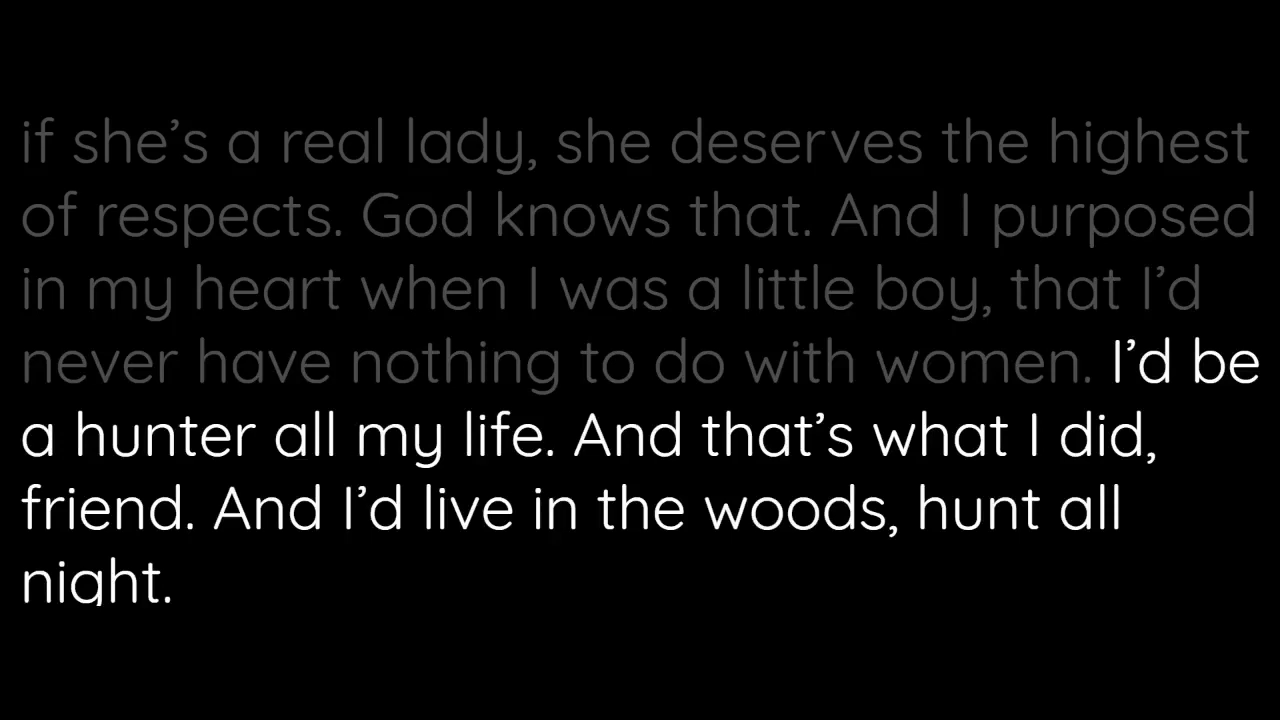 if she’s a real lady, she deserves the highest
of respects. God knows that. And I purposed
in my heart when I was a little boy, that I’d
never have nothing to do with women. I’d be
a hunter all my life. And that’s what I did,
friend. And I’d live in the woods, hunt all
night.